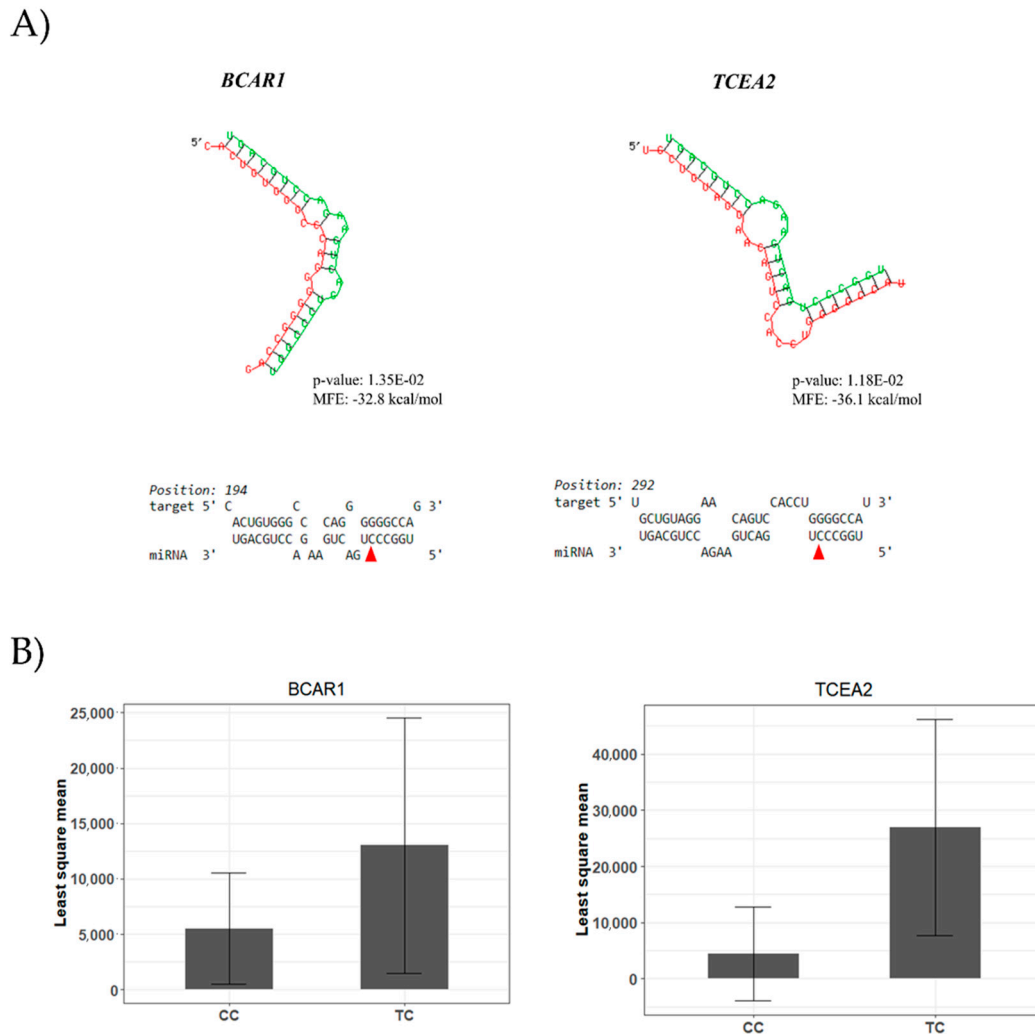 A)
BCAR1
TCEA2
5'
5'
p-value: 1.35E-02
MFE: -32.8 kcal/mol
p-value: 1.18E-02
MFE: -36.1 kcal/mol
Position: 194
target 5' C C C G G 3'
ACUGUGGG C CAG GGGGCCA
UGACGUCC G GUC UCCCGGU
miRNA 3' A AA AG 5'
Position: 292
target 5' U AA CACCU U 3'
GCUGUAGG CAGUC GGGGCCA
UGACGUCC GUCAG UCCCGGU
miRNA 3' AGAA 5'
B)
BCAR1
Least square mean
25,000
20,000
15,000
10,000
5,000
0
CC TC
TCEA2
Least square mean
40,000
30,000
20,000
10,000
0
CC TC